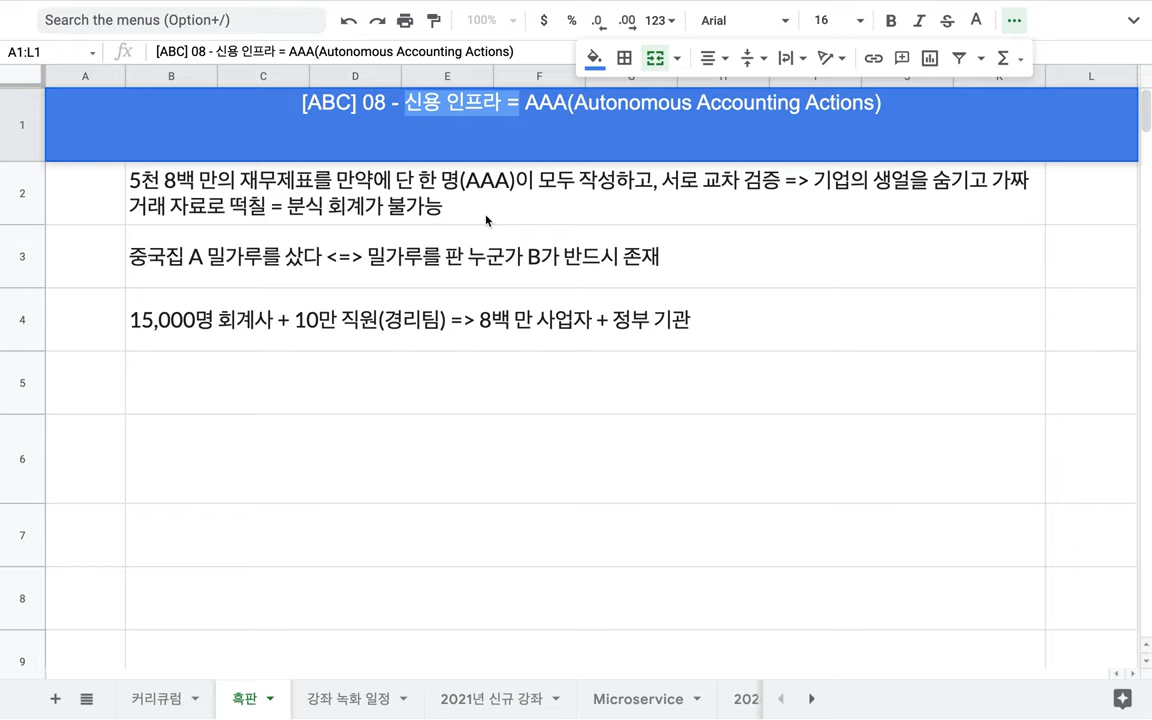 Search the menus (Option+/) 100% $ % .0 .00 123 Arial 16 B I S A
A1:L1 fx [ABC] 08 - 신용 인프라 = AAA(Autonomous Accounting Actions)
A B C D E F G H I J K L
1 [ABC] 08 - 신용 인프라 = AAA(Autonomous Accounting Actions)
2 5천 8백 만의 재무제표를 만약에 단 한 명(AAA)이 모두 작성하고, 서로 교차 검증 => 기업의 생얼을 숨기고 가짜
거래 자료로 떡칠 = 분식 회계가 불가능
3 중국집 A 밀가루를 샀다 <=> 밀가루를 판 누군가 B가 반드시 존재
4 15,000명 회계사 + 10만 직원(경리팀) => 8백 만 사업자 + 정부 기관
5
6
7
8
9
+ 커리큐럼 흑판 강좌 녹화 일정 2021년 신규 강좌 Microservice 202